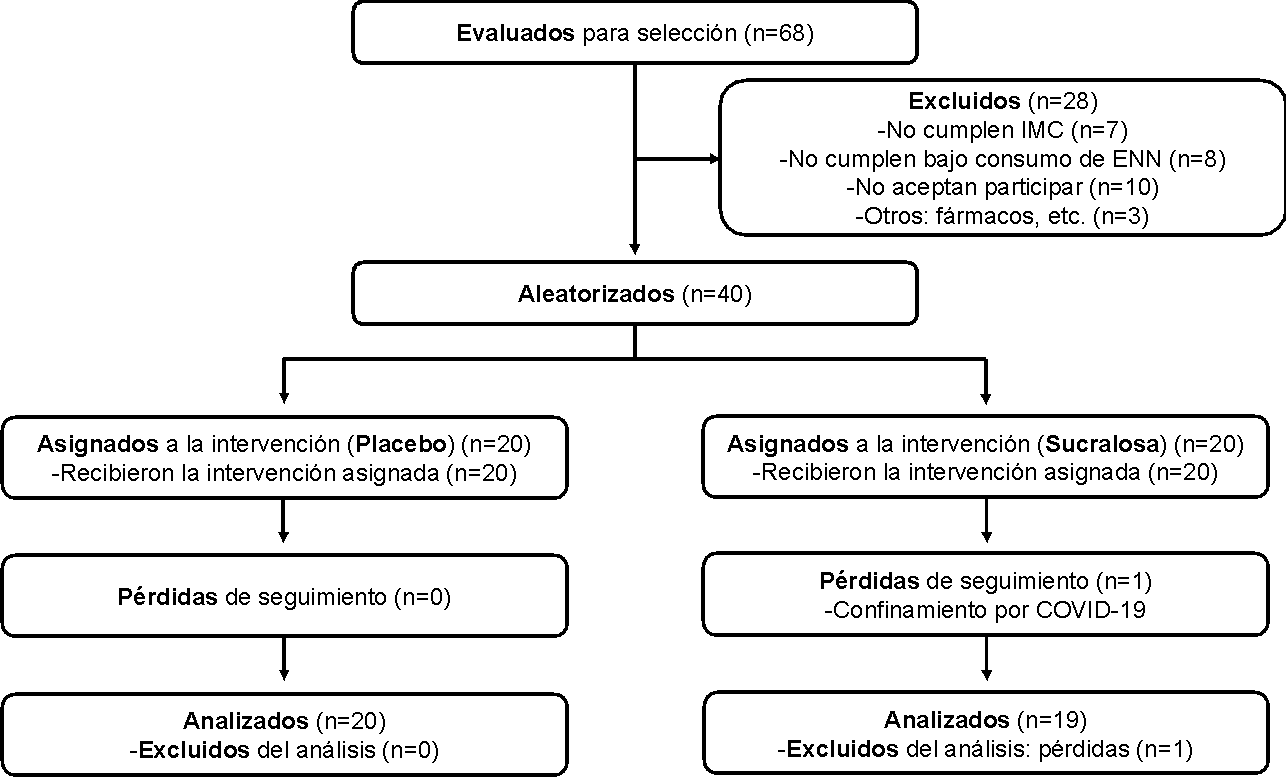 Evaluados para selección (n=68)
Excluidos (n=28)
-No cumplen IMC (n=7)
-No cumplen bajo consumo de ENN (n=8)
-No aceptan participar (n=10)
-Otros: fármacos, etc. (n=3)
Aleatorizados (n=40)
Asignados a la intervención (Placebo) (n=20)
-Recibieron la intervención asignada (n=20)
Asignados a la intervención (Sucralosa) (n=20)
-Recibieron la intervención asignada (n=20)
Pérdidas de seguimiento (n=0)
Pérdidas de seguimiento (n=1)
-Confinamiento por COVID-19
Analizados (n=20)
-Excluidos del análisis (n=0)
Analizados (n=19)
-Excluidos del análisis: pérdidas (n=1)